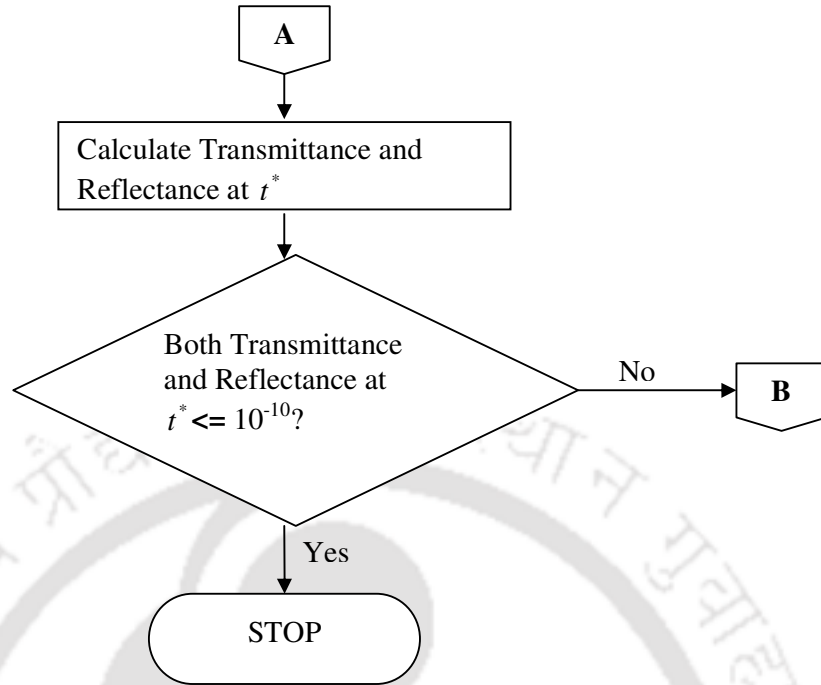 A
Calculate Transmittance and
Reflectance at t*
Both Transmittance
and Reflectance at
t* <= 10⁻¹⁰?
No
B
Yes
STOP